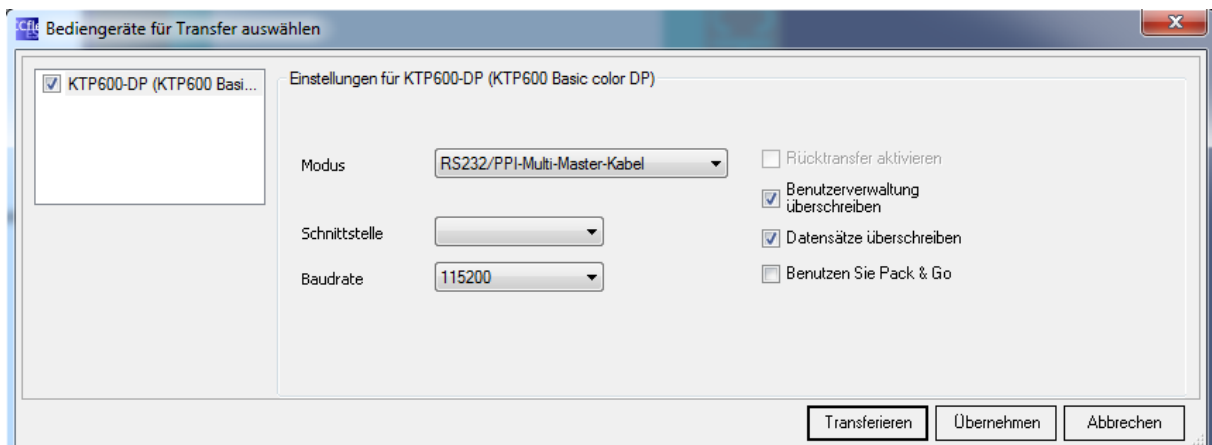 Bediengeräte für Transfer auswählen
KTP600-DP (KTP600 Basi...
Einstellungen für KTP600-DP (KTP600 Basic color DP)
Modus
RS232/PPI-Multi-Master-Kabel
Rücktransfer aktivieren
Benutzerverwaltung
überschreiben
Schnittstelle
Datensätze überschreiben
Baudrate
115200
Benutzen Sie Pack & Go
Transferieren
Übernehmen
Abbrechen